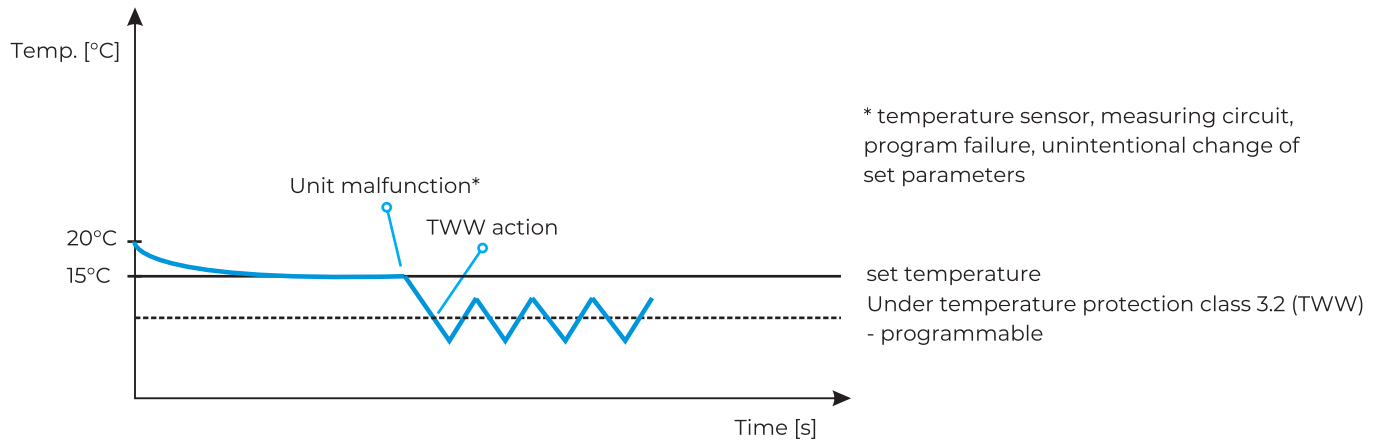 Temp. [°C]
* temperature sensor, measuring circuit,
program failure, unintentional change of
set parameters
Unit malfunction*
TWW action
20°C
15°C
set temperature
Under temperature protection class 3.2 (TWW)
- programmable
Time [s]